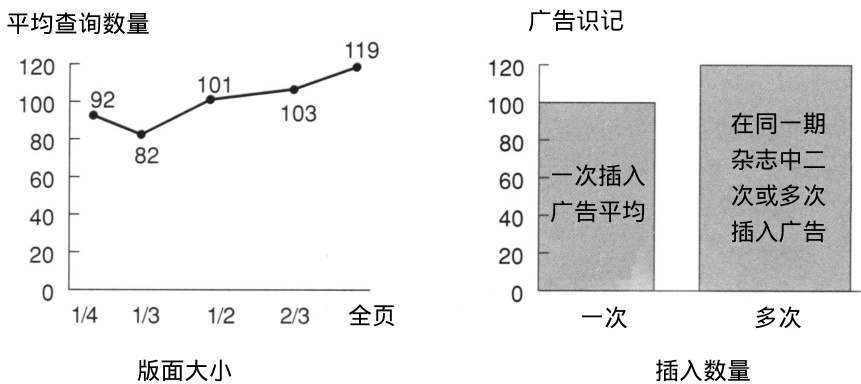 平均查询数量
120
100
80
60
40
20
0
92
82
101
103
119
1/4
1/3
1/2
2/3
全页
版面大小
广告识记
120
100
80
60
40
20
0
一次插入
广告平均
在同一期
杂志中二
次或多次
插入广告
一次
多次
插入数量